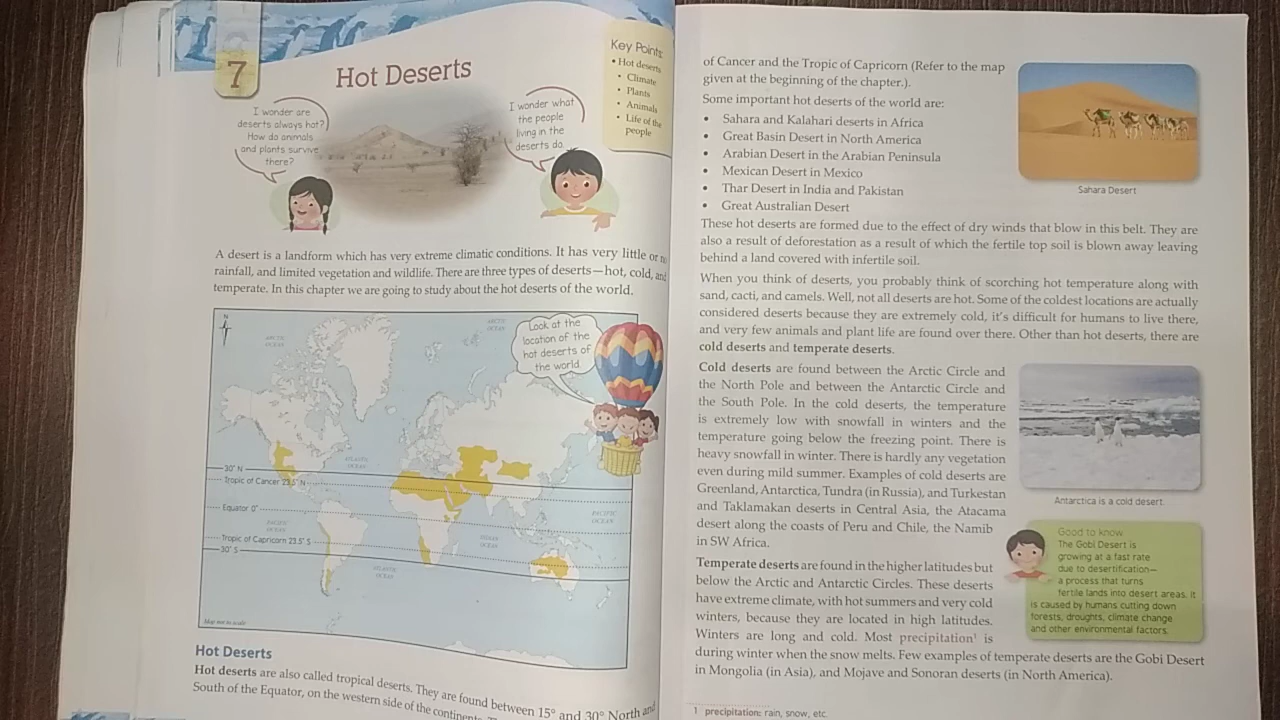 7
Hot Deserts
Key Points
• Hot deserts
• Climate
• Plants
• Animals
• Life of the
people
I wonder are
deserts always hot?
How do animals
and plants survive
there?
I wonder what
the people
living in the
deserts do.
A desert is a landform which has very extreme climatic conditions. It has very little or no
rainfall, and limited vegetation and wildlife. There are three types of deserts—hot, cold, and
temperate. In this chapter we are going to study about the hot deserts of the world.
N
ARCTIC
OCEAN
ARCTIC
OCEAN
Look at the
location of the
hot deserts of
the world.
ATLANTIC
OCEAN
30° N
Tropic of Cancer 23.5° N
Equator 0°
PACIFIC
OCEAN
PACIFIC
OCEAN
INDIAN
OCEAN
Tropic of Capricorn 23.5° S
30° S
ATLANTIC
OCEAN
Map not to scale
Hot Deserts
Hot deserts are also called tropical deserts. They are found between 15° and 30° North and
South of the Equator, on the western side of the continents.
of Cancer and the Tropic of Capricorn (Refer to the map
given at the beginning of the chapter.).
Some important hot deserts of the world are:
• Sahara and Kalahari deserts in Africa
• Great Basin Desert in North America
• Arabian Desert in the Arabian Peninsula
• Mexican Desert in Mexico
• Thar Desert in India and Pakistan
• Great Australian Desert
Sahara Desert
These hot deserts are formed due to the effect of dry winds that blow in this belt. They are
also a result of deforestation as a result of which the fertile top soil is blown away leaving
behind a land covered with infertile soil.
When you think of deserts, you probably think of scorching hot temperature along with
sand, cacti, and camels. Well, not all deserts are hot. Some of the coldest locations are actually
considered deserts because they are extremely cold, it's difficult for humans to live there,
and very few animals and plant life are found over there. Other than hot deserts, there are
cold deserts and temperate deserts.
Cold deserts are found between the Arctic Circle and
the North Pole and between the Antarctic Circle and
the South Pole. In the cold deserts, the temperature
is extremely low with snowfall in winters and the
temperature going below the freezing point. There is
heavy snowfall in winter. There is hardly any vegetation
even during mild summer. Examples of cold deserts are
Greenland, Antarctica, Tundra (in Russia), and Turkestan
and Taklamakan deserts in Central Asia, the Atacama
desert along the coasts of Peru and Chile, the Namib
in SW Africa.
Antarctica is a cold desert
Temperate deserts are found in the higher latitudes but
below the Arctic and Antarctic Circles. These deserts
have extreme climate, with hot summers and very cold
winters, because they are located in high latitudes.
Winters are long and cold. Most precipitation¹ is
during winter when the snow melts. Few examples of temperate deserts are the Gobi Desert
in Mongolia (in Asia), and Mojave and Sonoran deserts (in North America).
Good to know
The Gobi Desert is
growing at a fast rate
due to desertification—
a process that turns
fertile lands into desert areas. It
is caused by humans cutting down
forests, droughts, climate change
and other environmental factors.
1 precipitation: rain, snow, etc.